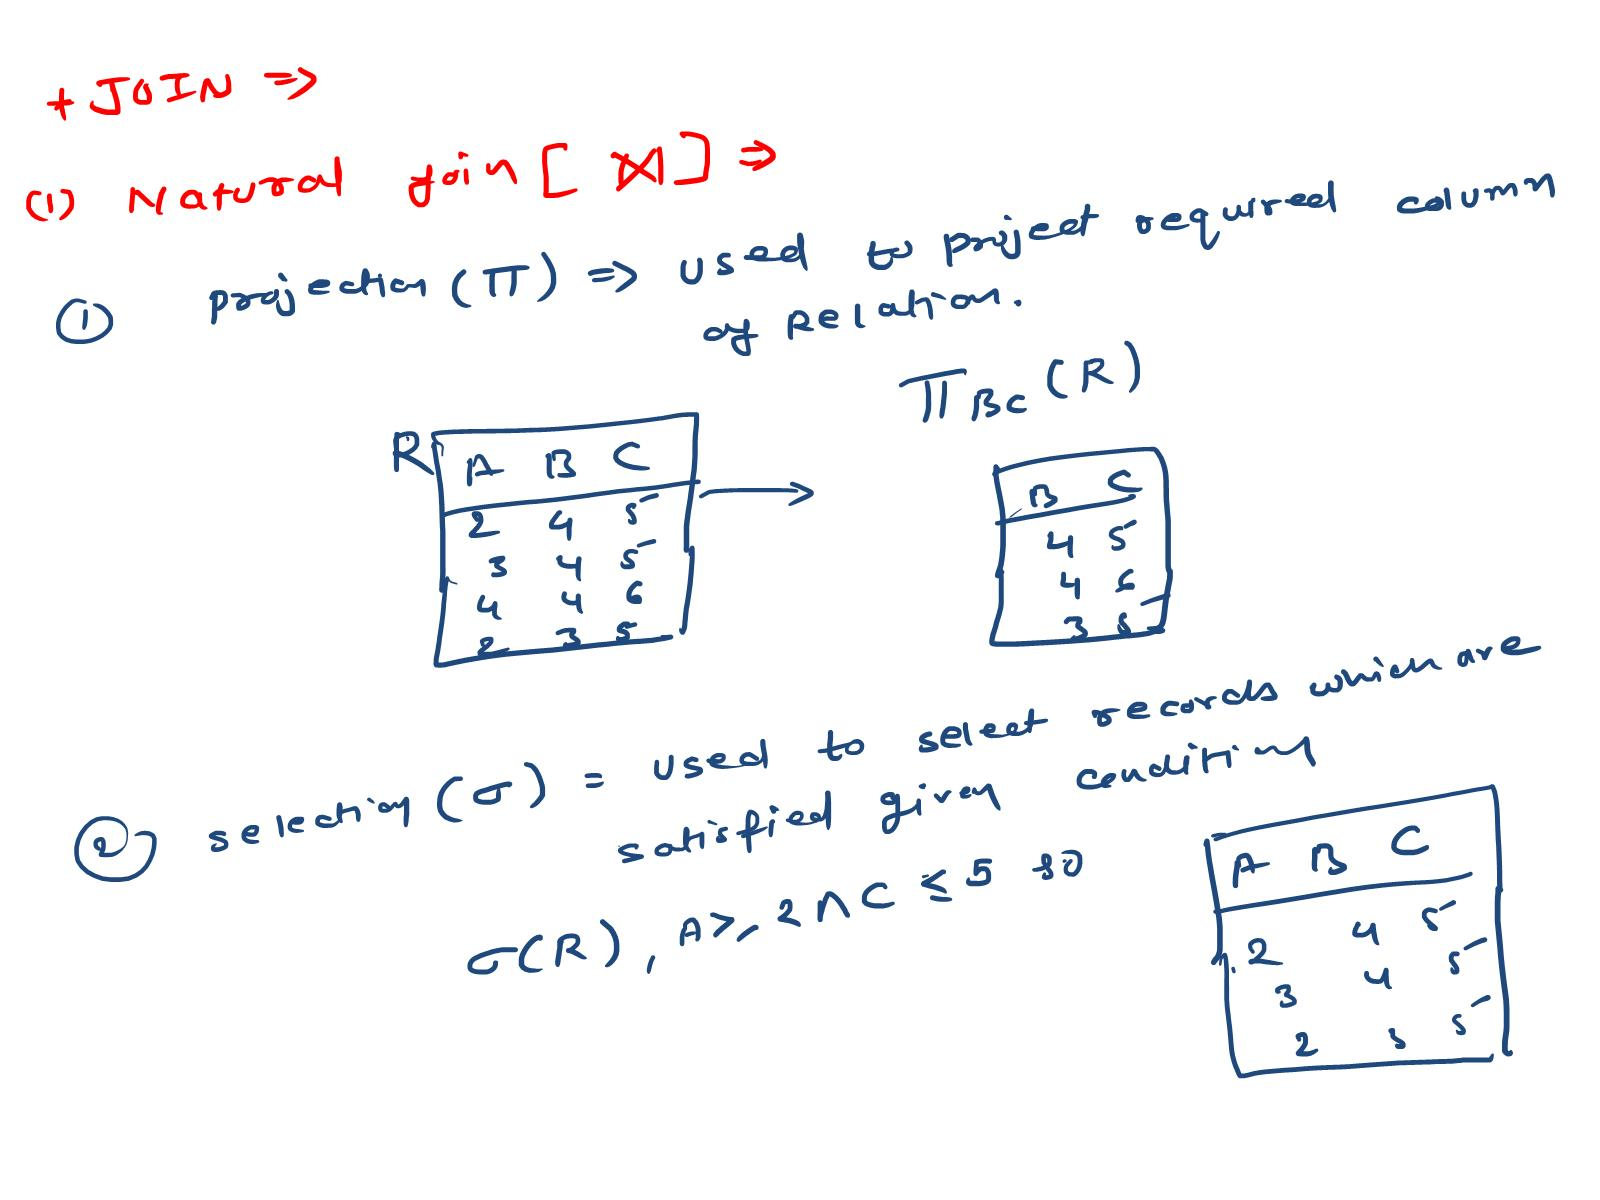 * JOIN ⇒
(1) Natural join [ ⋈ ] ⇒
① projection (π) ⇒ used to project required column
of Relation.
π BC (R)
R
A B C
2 4 5
3 4 5
4 4 6
2 3 5
→
B C
4 5
4 6
3 5
② selection (σ) = used to select records which are
satisfied given condition
σ(R), A ≥ 2 ∩ C ≤ 5 so
A B C
2 4 5
3 4 5
2 3 5